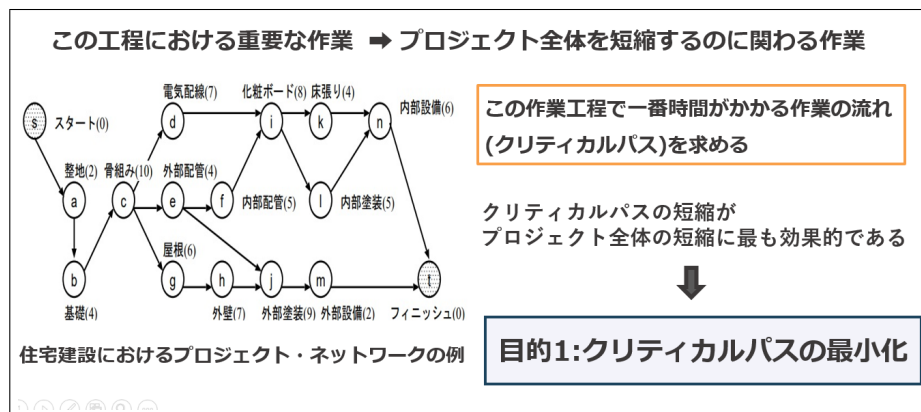 この工程における重要な作業 ➡ プロジェクト全体を短縮するのに関わる作業
電気配線(7)
化粧ボード(8)
床張り(4)
内部設備(6)
s
スタート(0)
d
i
k
n
整地(2)
骨組み(10)
外部配管(4)
a
c
e
f
内部配管(5)
l
内部塗装(5)
屋根(6)
b
g
h
j
m
t
基礎(4)
外壁(7)
外部塗装(9)
外部設備(2)
フィニッシュ(0)
住宅建設におけるプロジェクト・ネットワークの例
この作業工程で一番時間がかかる作業の流れ
(クリティカルパス)を求める
クリティカルパスの短縮が
プロジェクト全体の短縮に最も効果的である
目的1:クリティカルパスの最小化